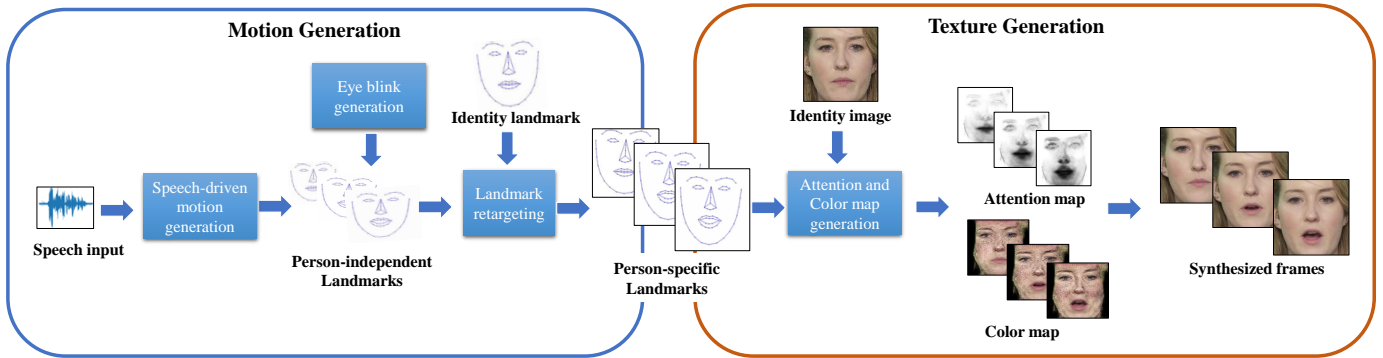 Motion Generation
Texture Generation
Eye blink
generation
Identity landmark
Identity image
Speech-driven
motion
generation
Landmark
retargeting
Attention and
Color map
generation
Attention map
Speech input
Person-independent
Landmarks
Person-specific
Landmarks
Synthesized frames
Color map